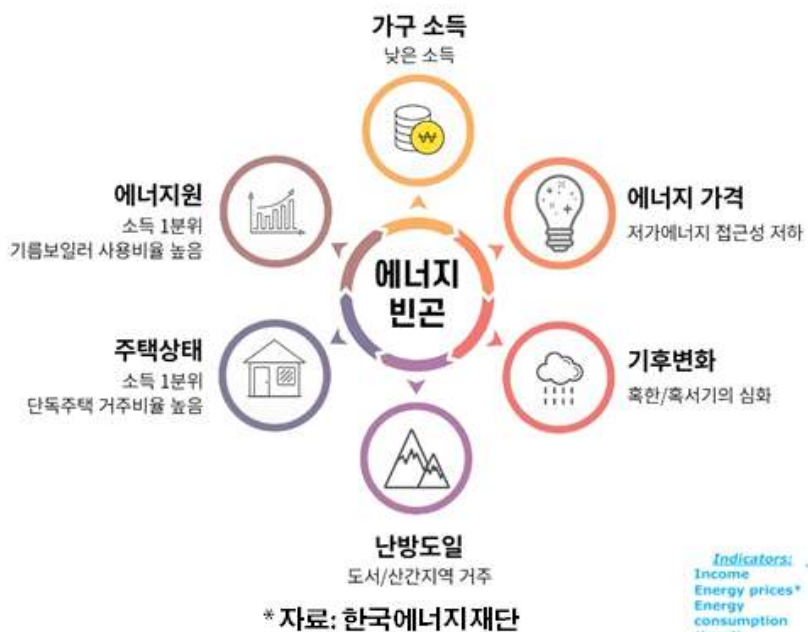 가구 소득
낮은 소득
에너지원
소득 1분위
기름보일러 사용비율 높음
에너지 가격
저가에너지 접근성 저하
에너지
빈곤
주택상태
소득 1분위
단독주택 거주비율 높음
기후변화
혹한/혹서기의 심화
난방도일
도서/산간지역 거주
* 자료: 한국에너지재단
Indicators:
Income
Energy prices*
Energy
consumption